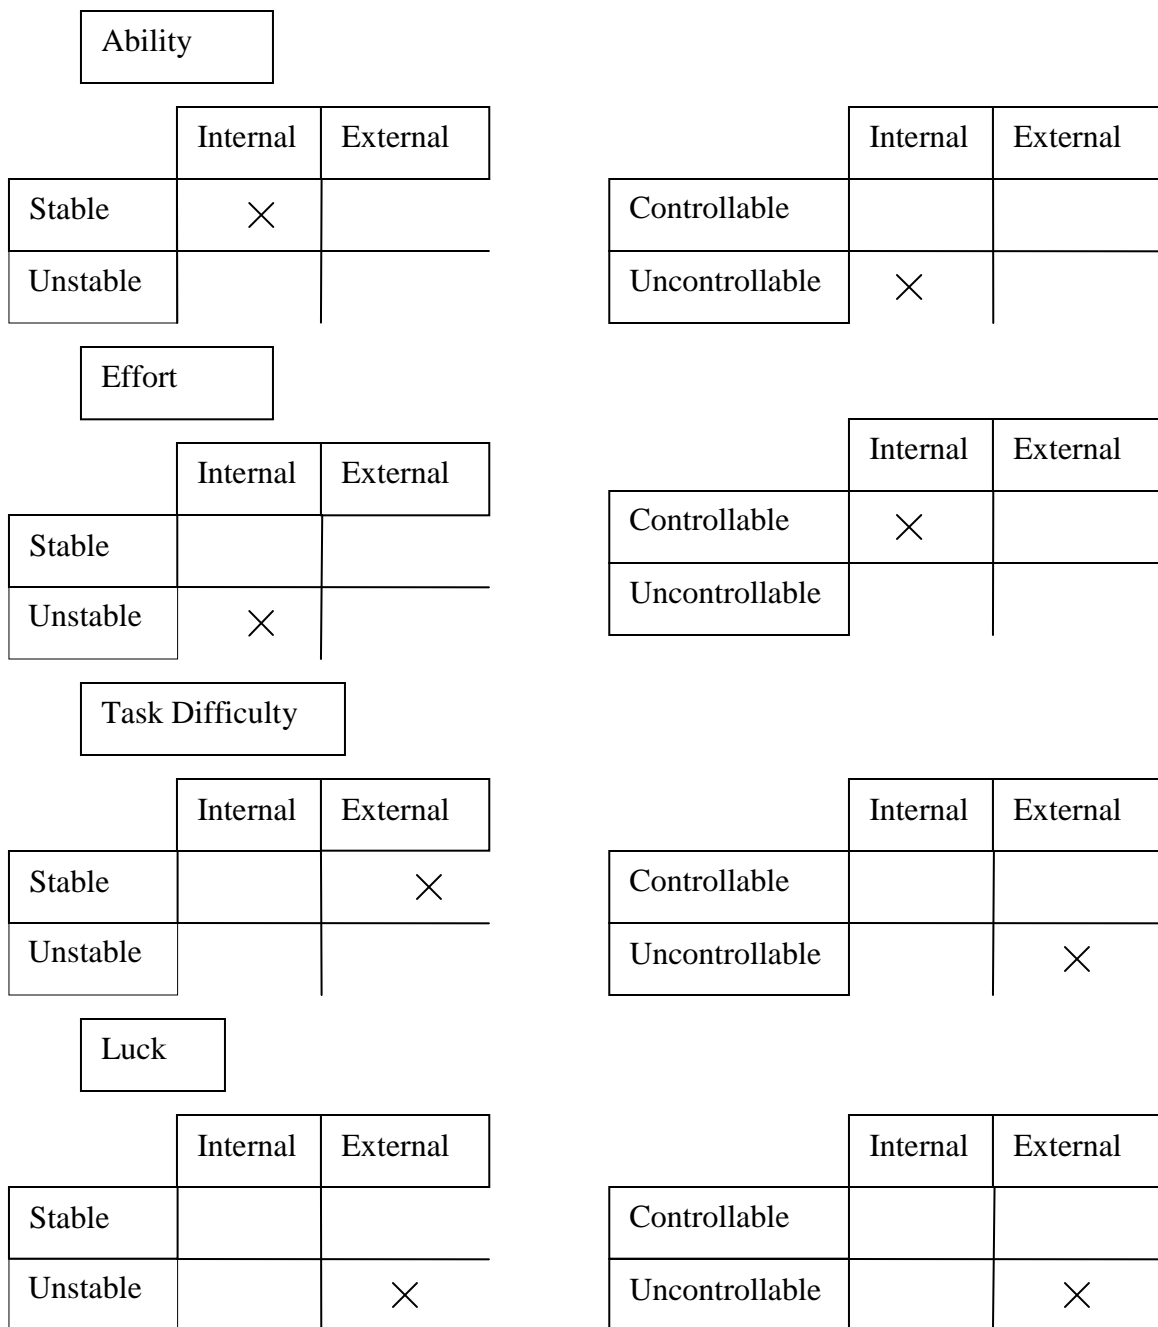 Ability
Internal External Internal External
Stable Controllable
Unstable Uncontrollable
Effort
Internal External Internal External
Stable Controllable
Unstable Uncontrollable
Task Difficulty
Internal External Internal External
Stable Controllable
Unstable Uncontrollable
Luck
Internal External Internal External
Stable Controllable
Unstable Uncontrollable